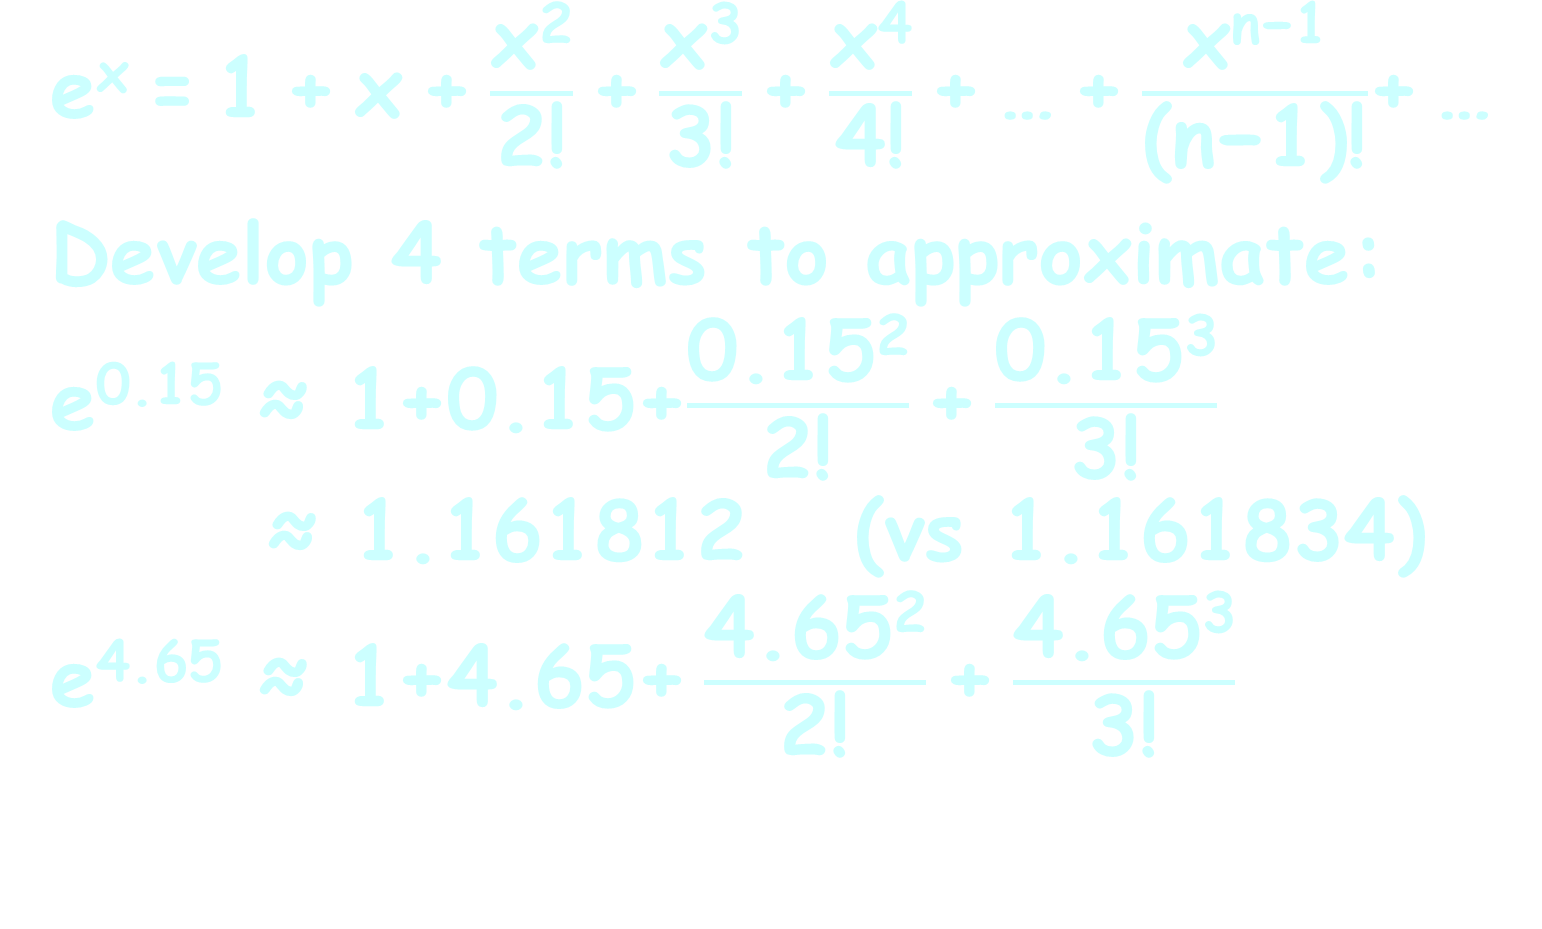 eˣ = 1 + x + x²/2! + x³/3! + x⁴/4! + … + xⁿ⁻¹/(n−1)! + …
Develop 4 terms to approximate:
e⁰·¹⁵ ≈ 1+0.15+0.15²/2! + 0.15³/3!
≈ 1.161812 (vs 1.161834)
e⁴·⁶⁵ ≈ 1+4.65+4.65²/2! + 4.65³/3!